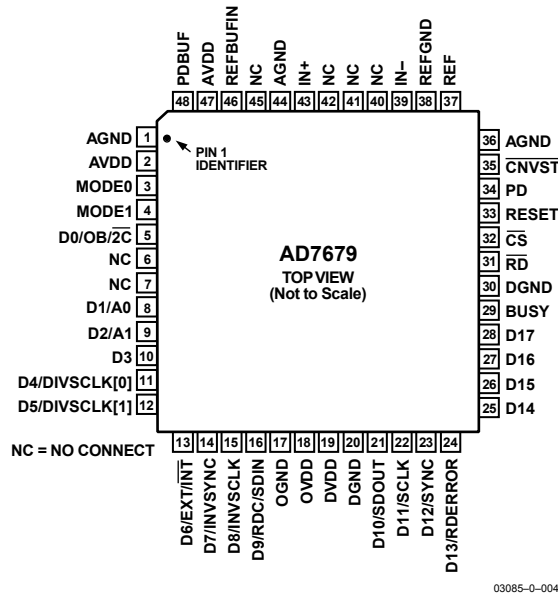 PDBUF
AVDD
REFBUFIN
NC
AGND
IN+
NC
NC
NC
IN–
REFGND
REF
48 47 46 45 44 43 42 41 40 39 38 37
AGND 1
AVDD 2
MODE0 3
MODE1 4
D0/OB/2C 5
NC 6
NC 7
D1/A0 8
D2/A1 9
D3 10
D4/DIVSCLK[0] 11
D5/DIVSCLK[1] 12
PIN 1
IDENTIFIER
AD7679
TOP VIEW
(Not to Scale)
36 AGND
35 CNVST
34 PD
33 RESET
32 CS
31 RD
30 DGND
29 BUSY
28 D17
27 D16
26 D15
25 D14
NC = NO CONNECT
13 14 15 16 17 18 19 20 21 22 23 24
D6/EXT/INT
D7/INVSYNC
D8/INVSCLK
D9/RDC/SDIN
OGND
OVDD
DVDD
DGND
D10/SDOUT
D11/SCLK
D12/SYNC
D13/RDERROR
03085–0–004